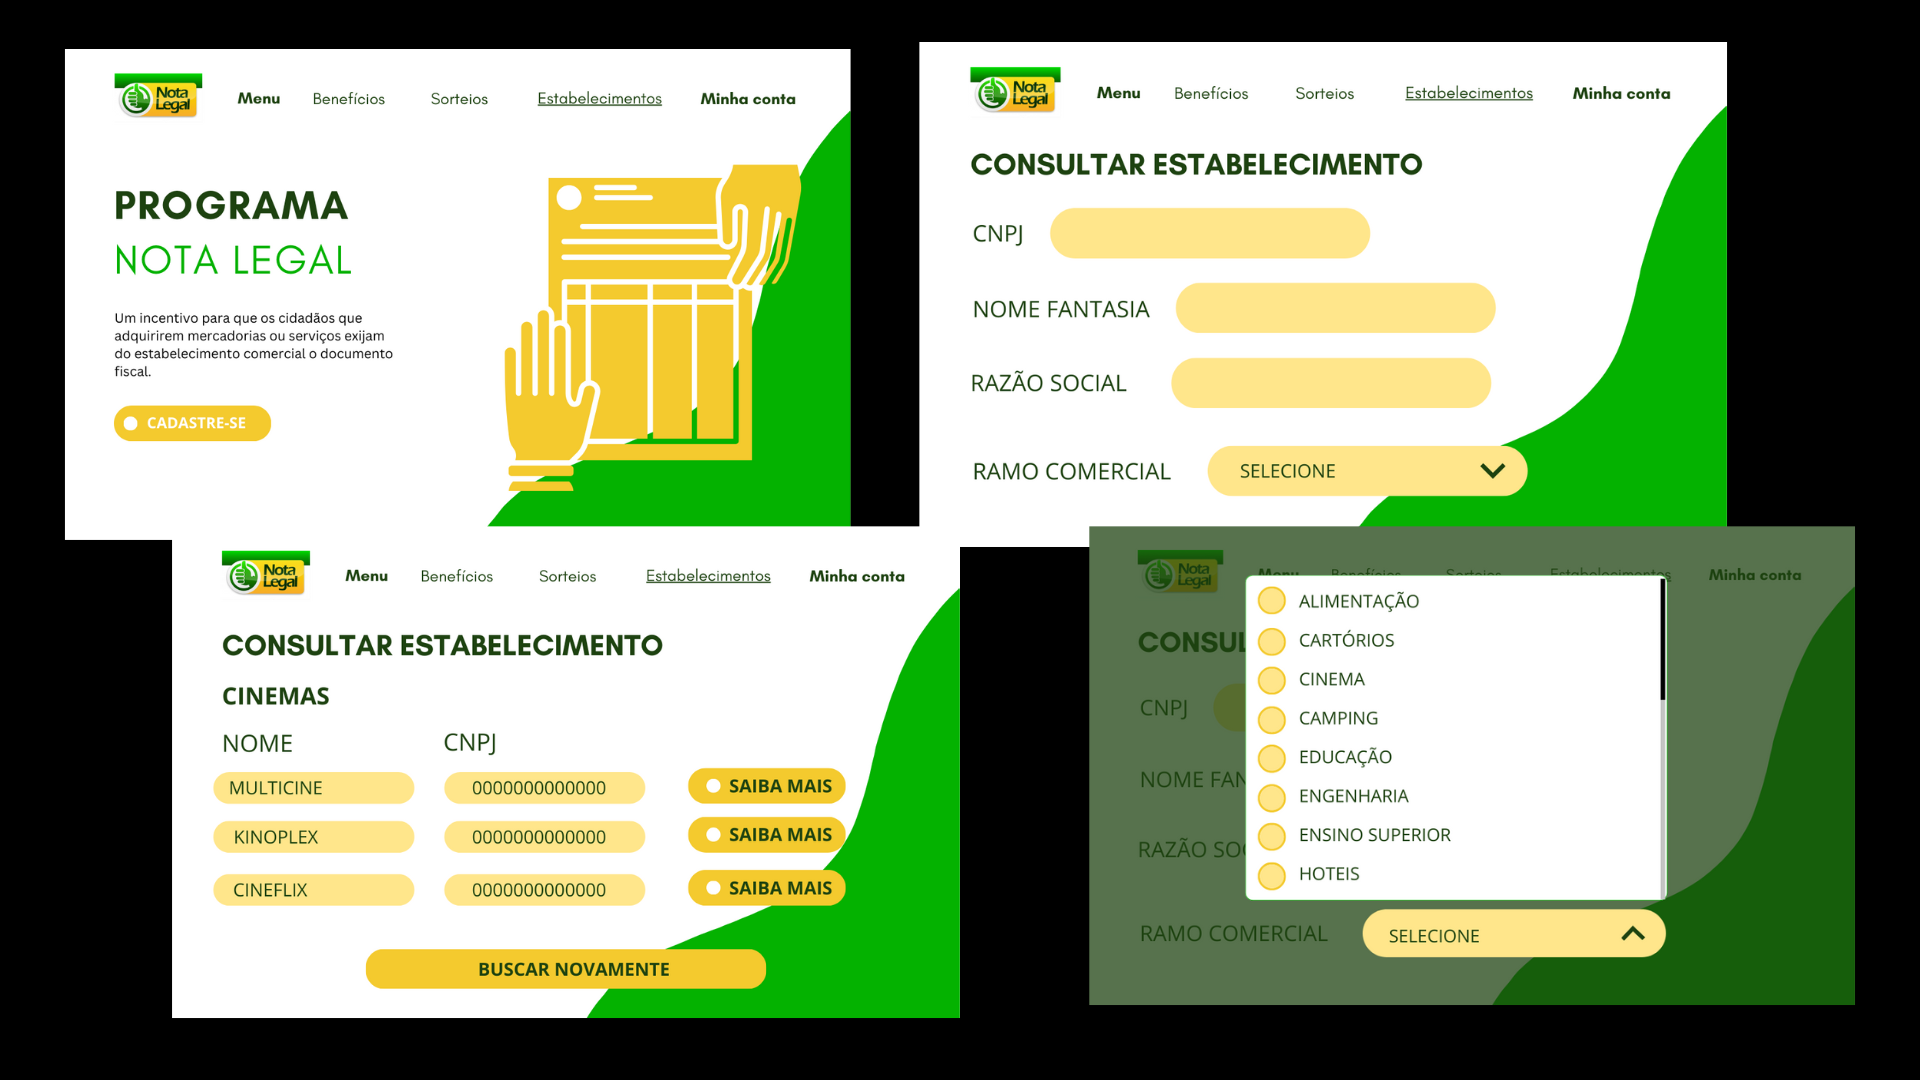 Nota
Legal
Menu
Benefícios
Sorteios
Estabelecimentos
Minha conta
PROGRAMA
NOTA LEGAL
Um incentivo para que os cidadãos que
adquirirem mercadorias ou serviços exijam
do estabelecimento comercial o documento
fiscal.
CADASTRE-SE
Nota
Legal
Menu
Benefícios
Sorteios
Estabelecimentos
Minha conta
CONSULTAR ESTABELECIMENTO
CNPJ
NOME FANTASIA
RAZÃO SOCIAL
RAMO COMERCIAL
SELECIONE
Nota
Legal
Menu
Benefícios
Sorteios
Estabelecimentos
Minha conta
CONSULTAR ESTABELECIMENTO
CINEMAS
NOME
CNPJ
MULTICINE
0000000000000
SAIBA MAIS
KINOPLEX
0000000000000
SAIBA MAIS
CINEFLIX
0000000000000
SAIBA MAIS
BUSCAR NOVAMENTE
Nota
Legal
Menu
Benefícios
Sorteios
Estabelecimentos
Minha conta
CONSUL
CNPJ
NOME FAN
RAZÃO SO
ALIMENTAÇÃO
CARTÓRIOS
CINEMA
CAMPING
EDUCAÇÃO
ENGENHARIA
ENSINO SUPERIOR
HOTEIS
RAMO COMERCIAL
SELECIONE